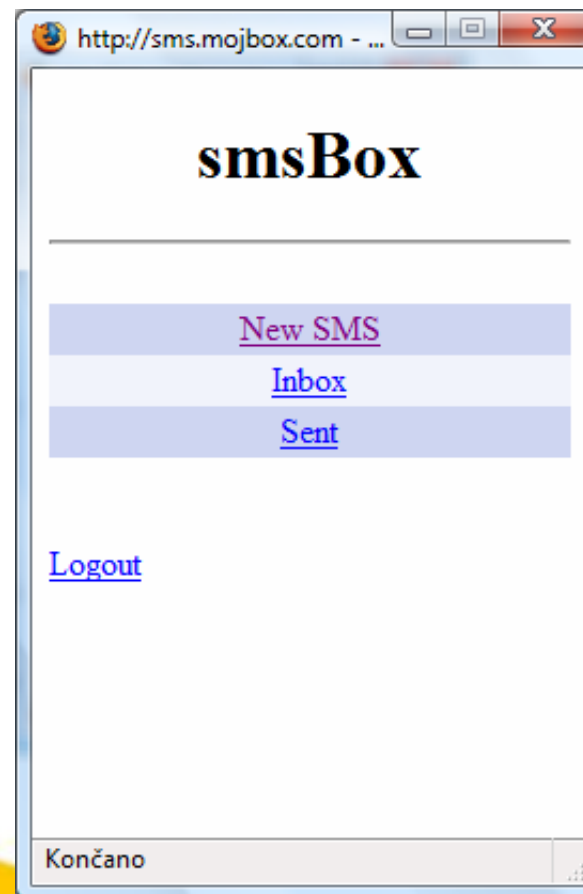 http://sms.mojbox.com - ...
smsBox
New SMS
Inbox
Sent
Logout
Končano